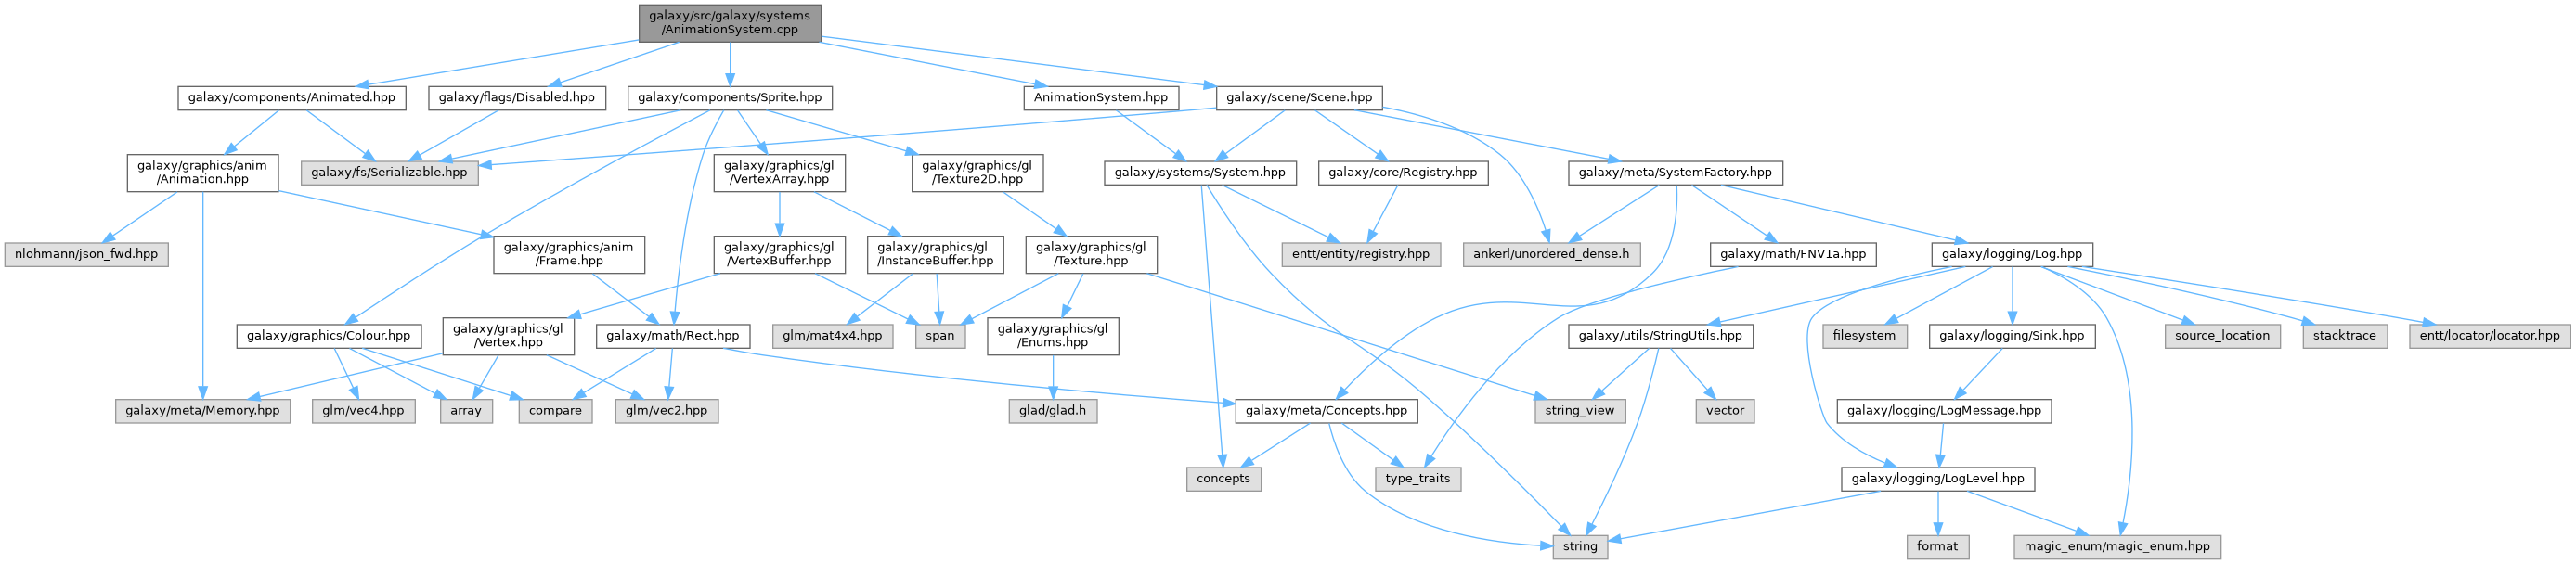 galaxy/src/galaxy/systems
/AnimationSystem.cpp
galaxy/components/Animated.hpp
galaxy/flags/Disabled.hpp
galaxy/components/Sprite.hpp
AnimationSystem.hpp
galaxy/scene/Scene.hpp
galaxy/graphics/anim
/Animation.hpp
galaxy/fs/Serializable.hpp
galaxy/graphics/gl
/VertexArray.hpp
galaxy/graphics/gl
/Texture2D.hpp
galaxy/systems/System.hpp
galaxy/core/Registry.hpp
galaxy/meta/SystemFactory.hpp
nlohmann/json_fwd.hpp
galaxy/graphics/anim
/Frame.hpp
galaxy/graphics/gl
/VertexBuffer.hpp
galaxy/graphics/gl
/InstanceBuffer.hpp
galaxy/graphics/gl
/Texture.hpp
entt/entity/registry.hpp
ankerl/unordered_dense.h
galaxy/math/FNV1a.hpp
galaxy/logging/Log.hpp
galaxy/graphics/Colour.hpp
galaxy/graphics/gl
/Vertex.hpp
galaxy/math/Rect.hpp
glm/mat4x4.hpp
span
galaxy/graphics/gl
/Enums.hpp
galaxy/utils/StringUtils.hpp
filesystem
galaxy/logging/Sink.hpp
source_location
stacktrace
entt/locator/locator.hpp
galaxy/meta/Memory.hpp
glm/vec4.hpp
array
compare
glm/vec2.hpp
glad/glad.h
galaxy/meta/Concepts.hpp
string_view
vector
galaxy/logging/LogMessage.hpp
concepts
type_traits
galaxy/logging/LogLevel.hpp
string
format
magic_enum/magic_enum.hpp